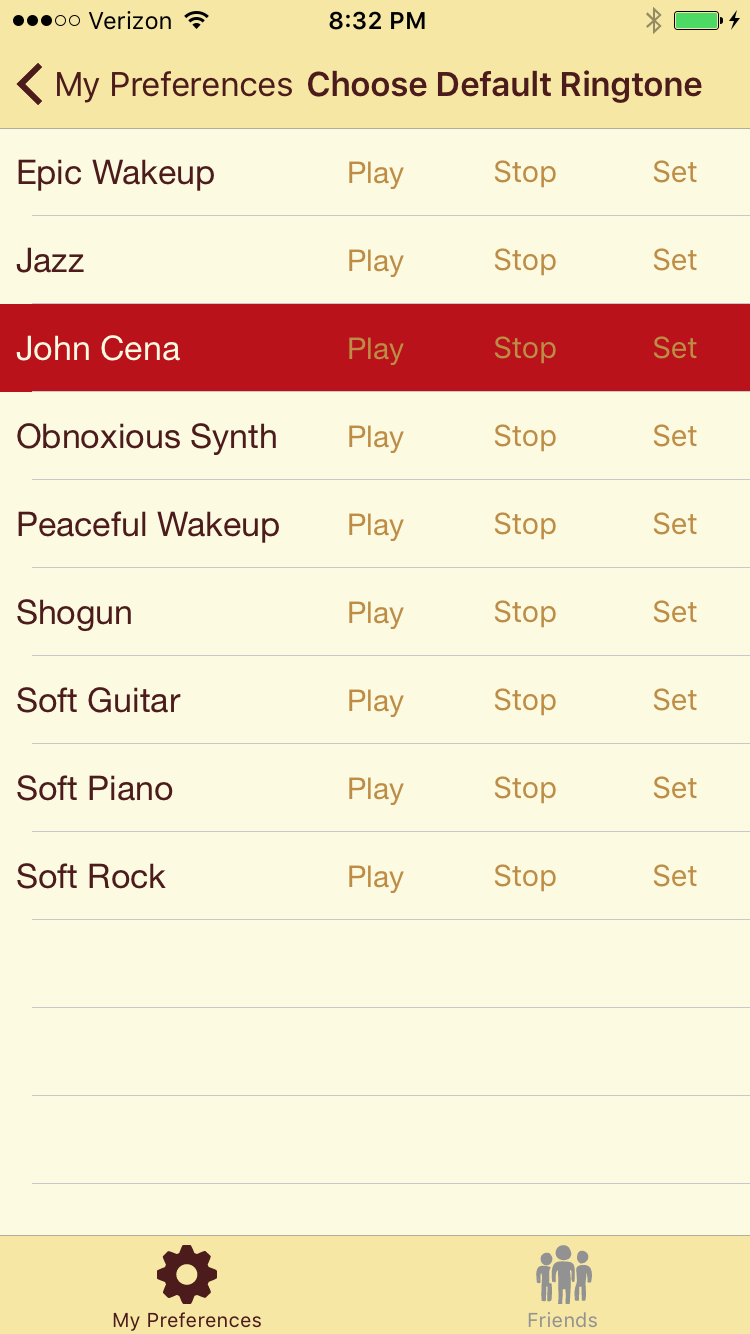 Verizon 8:32 PM
My Preferences Choose Default Ringtone
Epic Wakeup Play Stop Set
Jazz Play Stop Set
John Cena Play Stop Set
Obnoxious Synth Play Stop Set
Peaceful Wakeup Play Stop Set
Shogun Play Stop Set
Soft Guitar Play Stop Set
Soft Piano Play Stop Set
Soft Rock Play Stop Set
My Preferences Friends